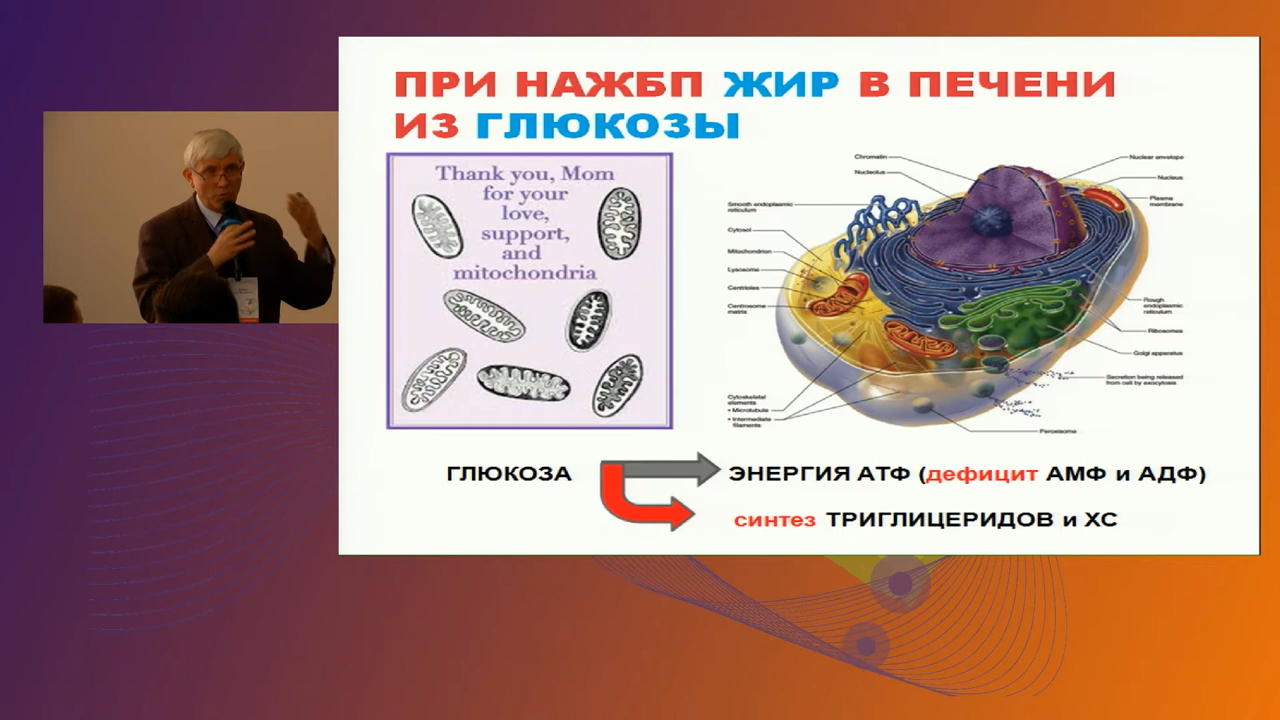 ПРИ НАЖБП ЖИР В ПЕЧЕНИ
ИЗ ГЛЮКОЗЫ
Thank you, Mom
for your
love,
support,
and
mitochondria
Chromatin
Nucleolus
Smooth endoplasmic
reticulum
Cytosol
Mitochondrion
Lysosome
Centrioles
Centrosome
matrix
Cytoskeletal
elements
• Microtubule
• Intermediate
filaments
Nuclear envelope
Nucleus
Plasma
membrane
Rough
endoplasmic
reticulum
Ribosomes
Golgi apparatus
Secretion being released
from cell by exocytosis
Peroxisome
ГЛЮКОЗА
ЭНЕРГИЯ АТФ (дефицит АМФ и АДФ)
синтез ТРИГЛИЦЕРИДОВ и ХС